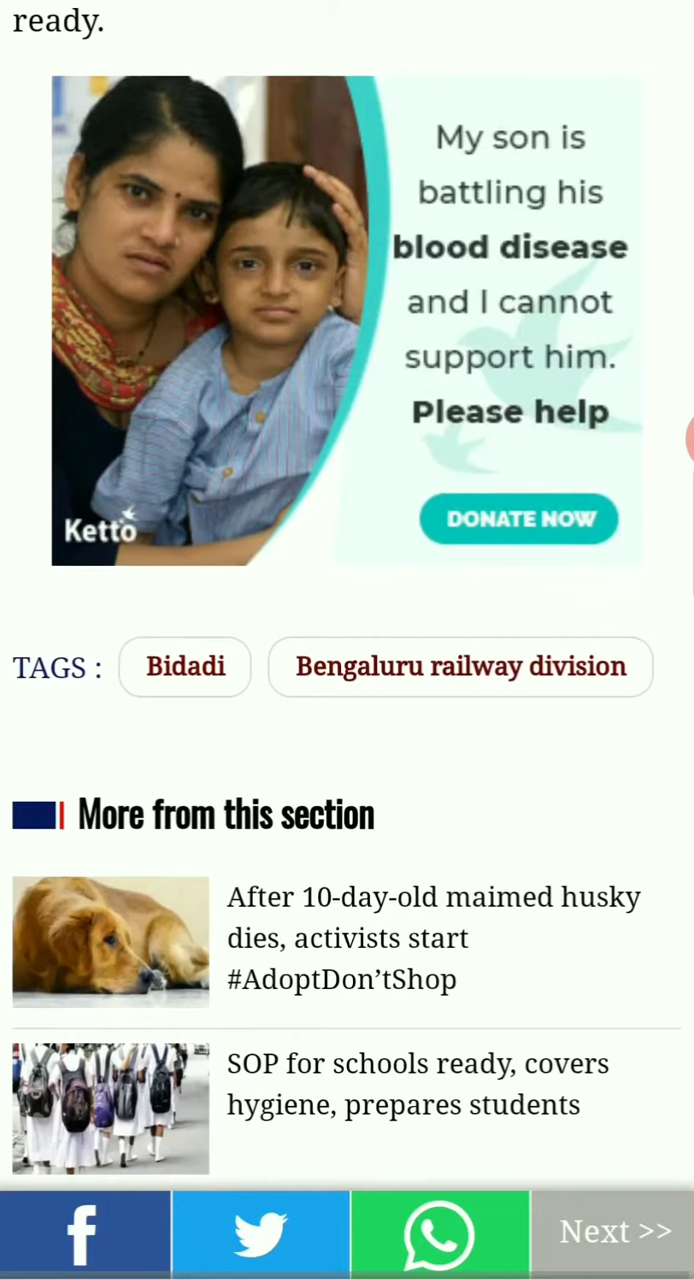 ready.
My son is
battling his
blood disease
and I cannot
support him.
Please help
DONATE NOW
Ketto
TAGS :
Bidadi
Bengaluru railway division
More from this section
After 10-day-old maimed husky
dies, activists start
#AdoptDon’tShop
SOP for schools ready, covers
hygiene, prepares students
Next >>